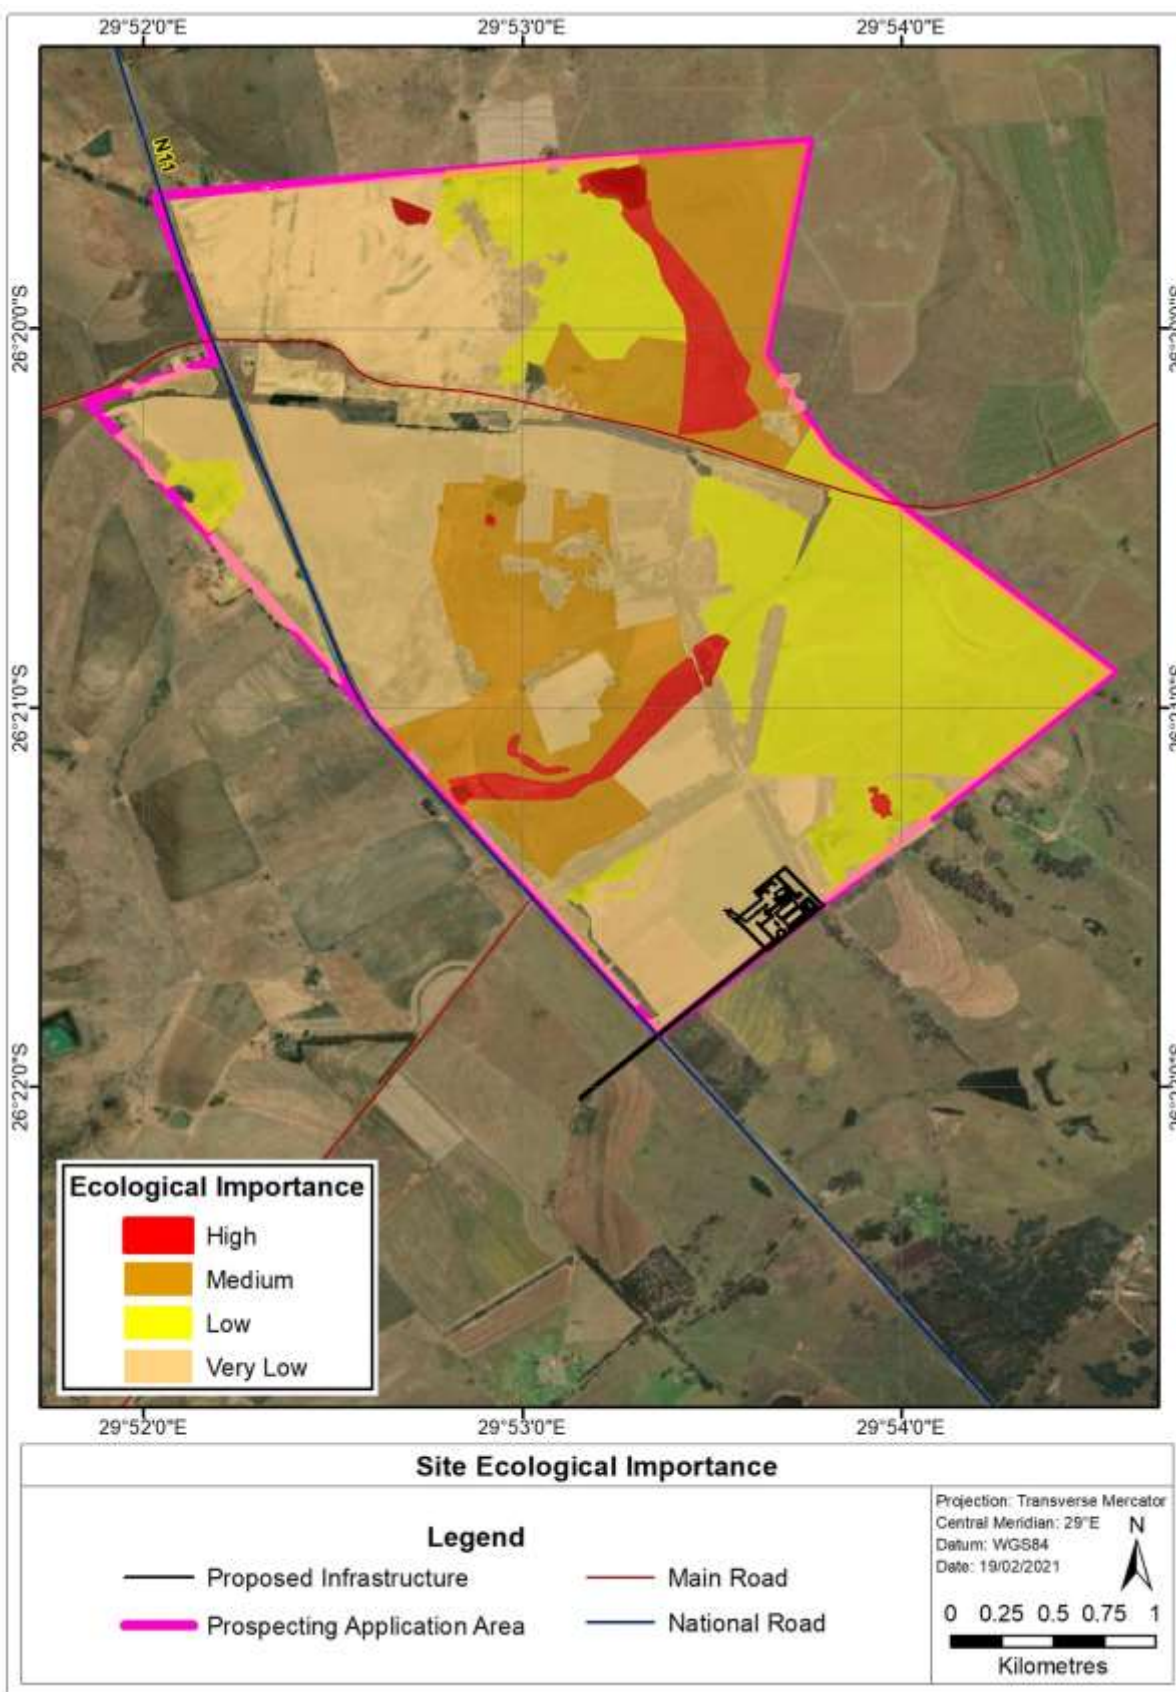 29°52'0"E 29°53'0"E 29°54'0"E
N11
26°20'0"S
26°21'0"S
26°22'0"S
Ecological Importance
High
Medium
Low
Very Low
29°52'0"E 29°53'0"E 29°54'0"E
Site Ecological Importance
Legend
Proposed Infrastructure
Main Road
Prospecting Application Area
National Road
Projection: Transverse Mercator
Central Meridian: 29°E
Datum: WGS84
Date: 19/02/2021
N
0 0.25 0.5 0.75 1
Kilometres